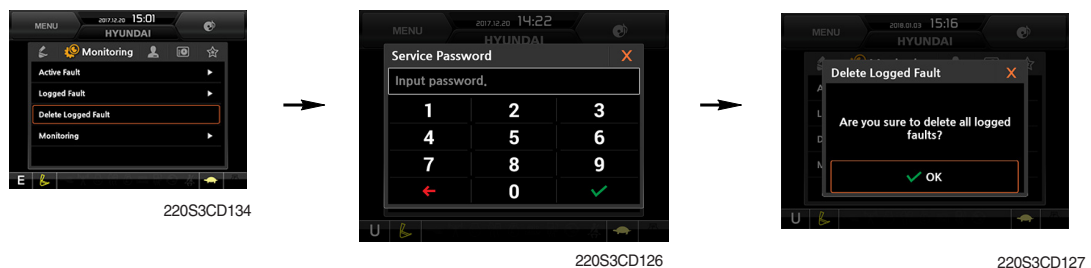 2017.12.20 15:01
MENU
HYUNDAI
Monitoring
Active Fault
Logged Fault
Delete Logged Fault
Monitoring
E
220S3CD134
2017.12.20 14:22
MENU
HYUNDAI
Service Password X
Input password.
1 2 3
4 5 6
7 8 9
0
U
220S3CD126
2018.01.03 15:16
MENU
HYUNDAI
Delete Logged Fault X
Are you sure to delete all logged
faults?
OK
U
220S3CD127